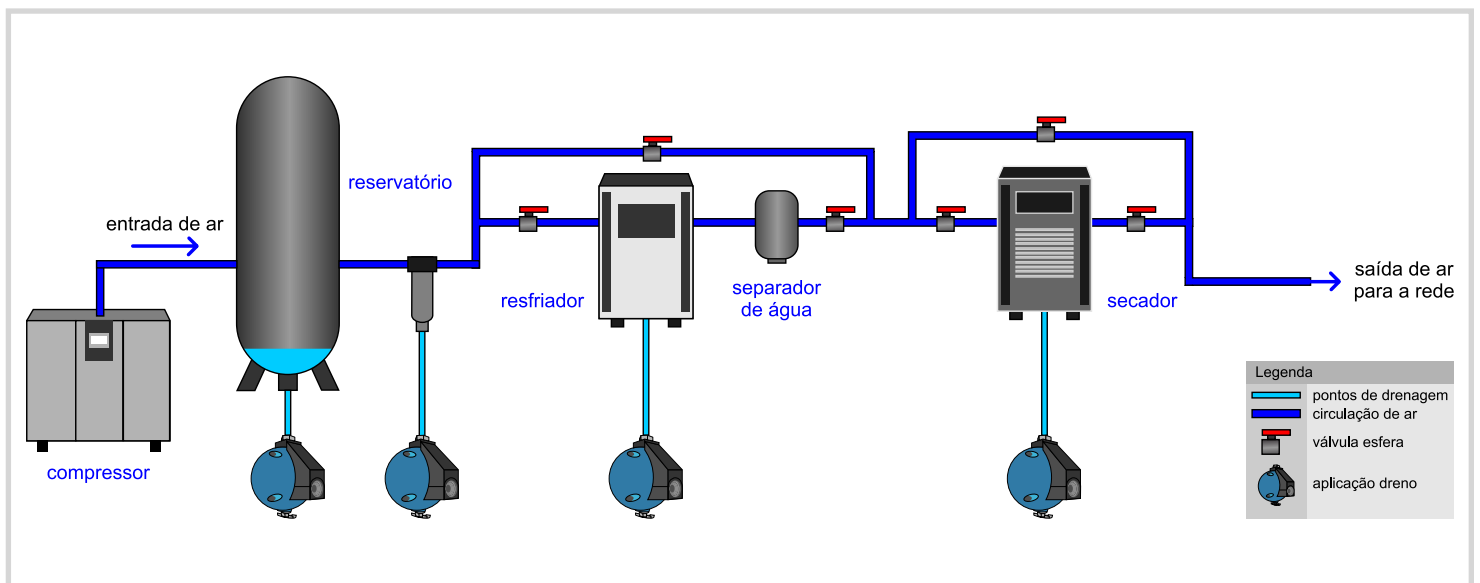 reservatório
entrada de ar
resfriador
separador
de água
secador
saída de ar
para a rede
compressor
Legenda
pontos de drenagem
circulação de ar
válvula esfera
aplicação dreno